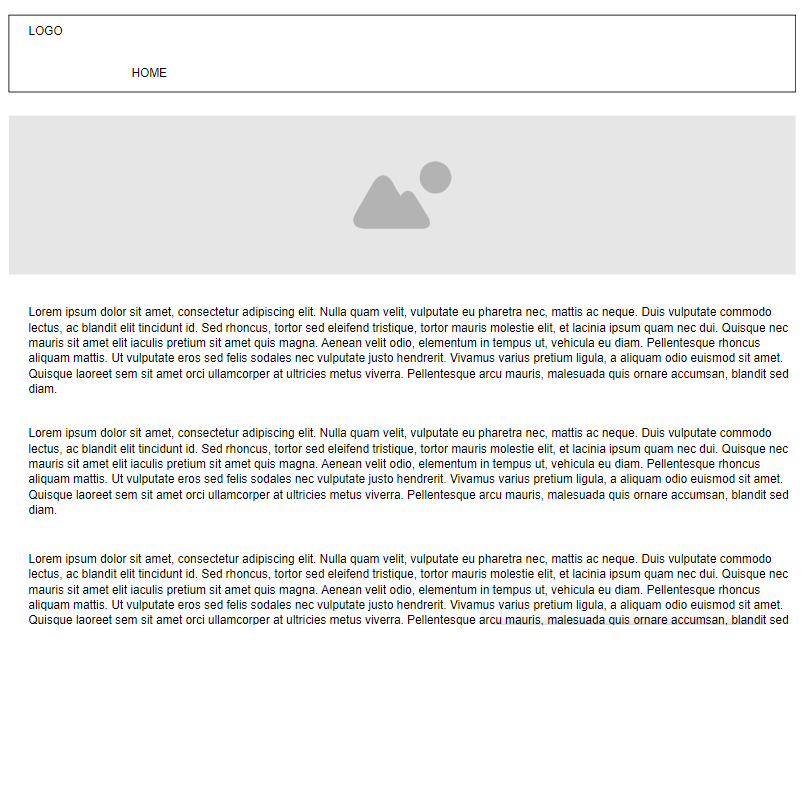 LOGO
HOME
Lorem ipsum dolor sit amet, consectetur adipiscing elit. Nulla quam velit, vulputate eu pharetra nec, mattis ac neque. Duis vulputate commodo
lectus, ac blandit elit tincidunt id. Sed rhoncus, tortor sed eleifend tristique, tortor mauris molestie elit, et lacinia ipsum quam nec dui. Quisque nec
mauris sit amet elit iaculis pretium sit amet quis magna. Aenean velit odio, elementum in tempus ut, vehicula eu diam. Pellentesque rhoncus
aliquam mattis. Ut vulputate eros sed felis sodales nec vulputate justo hendrerit. Vivamus varius pretium ligula, a aliquam odio euismod sit amet.
Quisque laoreet sem sit amet orci ullamcorper at ultricies metus viverra. Pellentesque arcu mauris, malesuada quis ornare accumsan, blandit sed
diam.
Lorem ipsum dolor sit amet, consectetur adipiscing elit. Nulla quam velit, vulputate eu pharetra nec, mattis ac neque. Duis vulputate commodo
lectus, ac blandit elit tincidunt id. Sed rhoncus, tortor sed eleifend tristique, tortor mauris molestie elit, et lacinia ipsum quam nec dui. Quisque nec
mauris sit amet elit iaculis pretium sit amet quis magna. Aenean velit odio, elementum in tempus ut, vehicula eu diam. Pellentesque rhoncus
aliquam mattis. Ut vulputate eros sed felis sodales nec vulputate justo hendrerit. Vivamus varius pretium ligula, a aliquam odio euismod sit amet.
Quisque laoreet sem sit amet orci ullamcorper at ultricies metus viverra. Pellentesque arcu mauris, malesuada quis ornare accumsan, blandit sed
diam.
Lorem ipsum dolor sit amet, consectetur adipiscing elit. Nulla quam velit, vulputate eu pharetra nec, mattis ac neque. Duis vulputate commodo
lectus, ac blandit elit tincidunt id. Sed rhoncus, tortor sed eleifend tristique, tortor mauris molestie elit, et lacinia ipsum quam nec dui. Quisque nec
mauris sit amet elit iaculis pretium sit amet quis magna. Aenean velit odio, elementum in tempus ut, vehicula eu diam. Pellentesque rhoncus
aliquam mattis. Ut vulputate eros sed felis sodales nec vulputate justo hendrerit. Vivamus varius pretium ligula, a aliquam odio euismod sit amet.
Quisque laoreet sem sit amet orci ullamcorper at ultricies metus viverra. Pellentesque arcu mauris, malesuada quis ornare accumsan, blandit sed